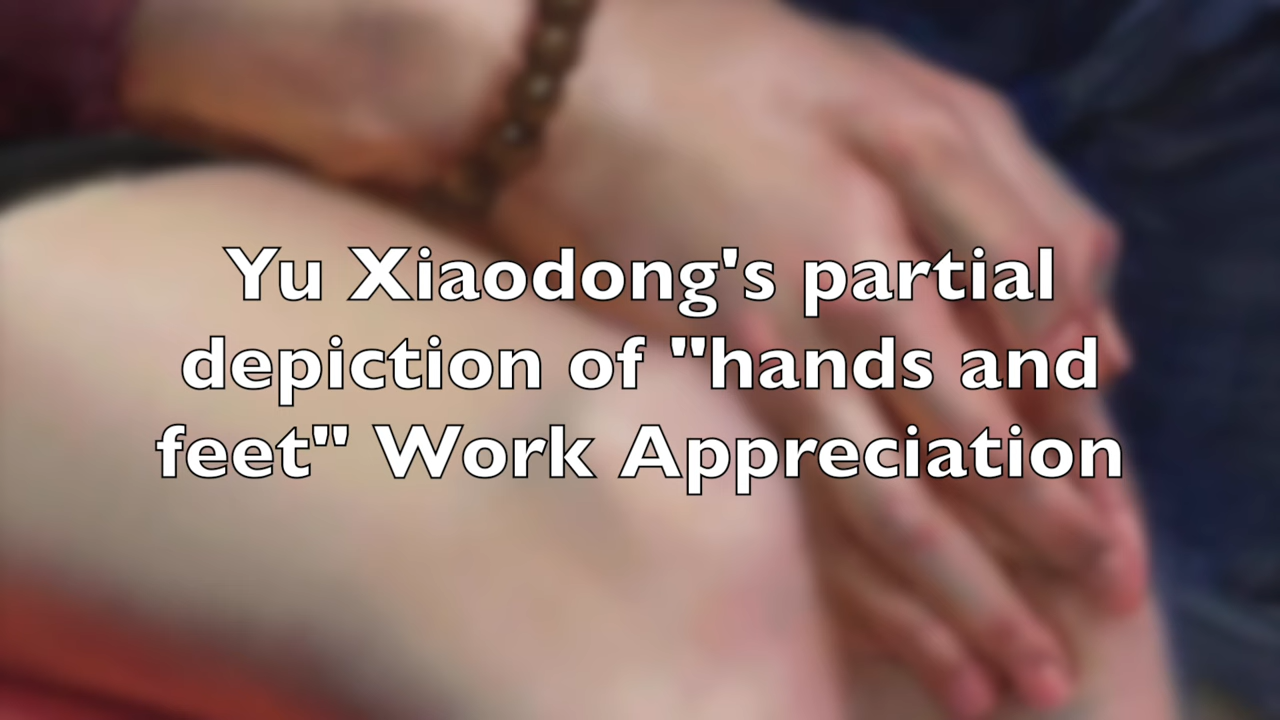 Yu Xiaodong's partial
depiction of "hands and
feet" Work Appreciation